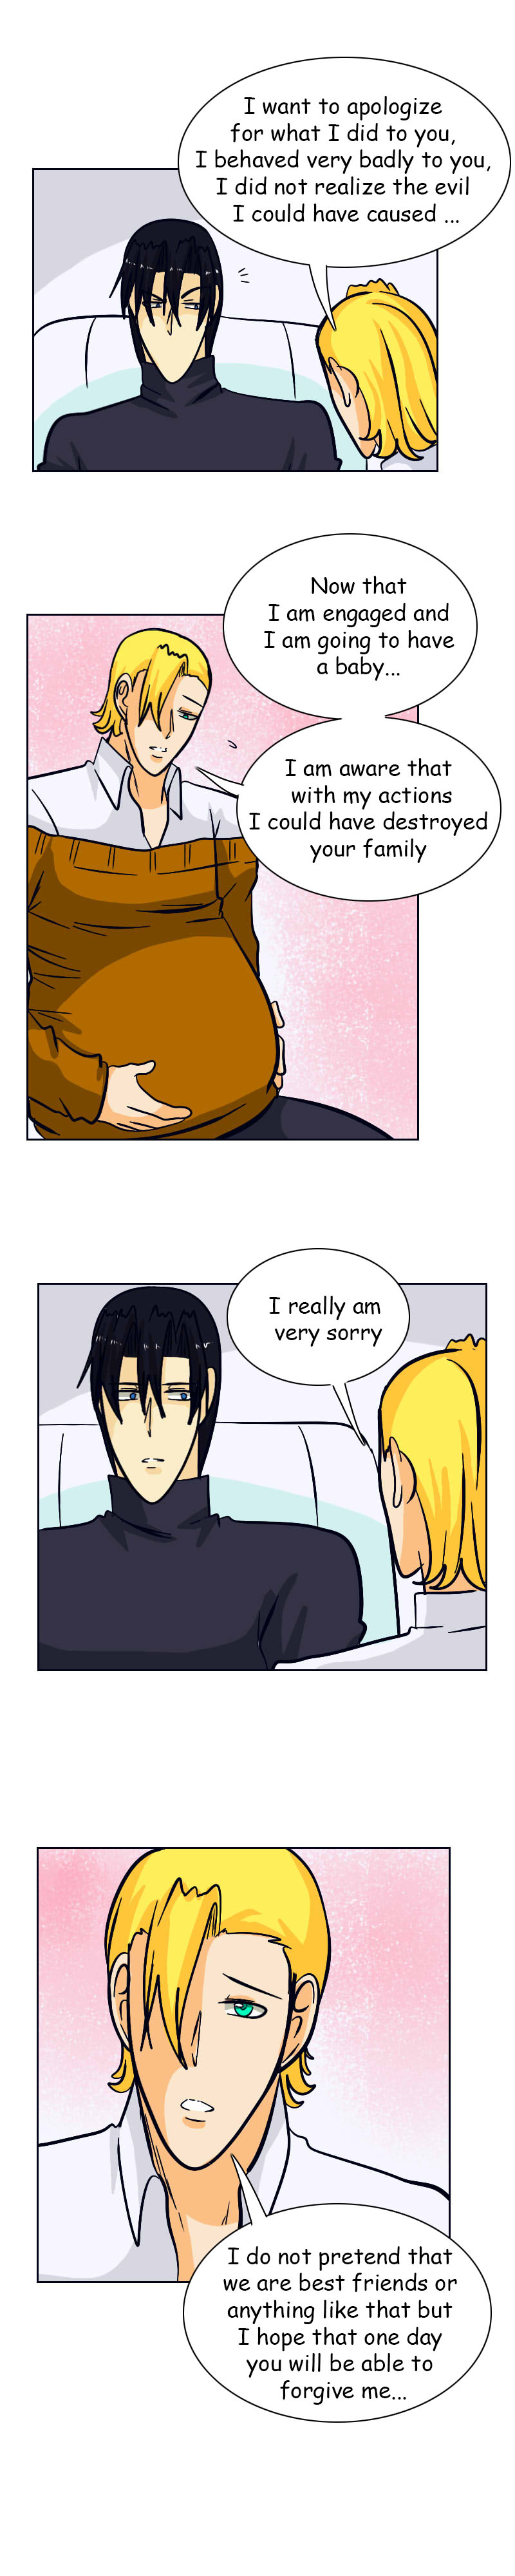 I want to apologize
for what I did to you,
I behaved very badly to you,
I did not realize the evil
I could have caused ...
Now that
I am engaged and
I am going to have
a baby...
I am aware that
with my actions
I could have destroyed
your family
I really am
very sorry
I do not pretend that
we are best friends or
anything like that but
I hope that one day
you will be able to
forgive me...